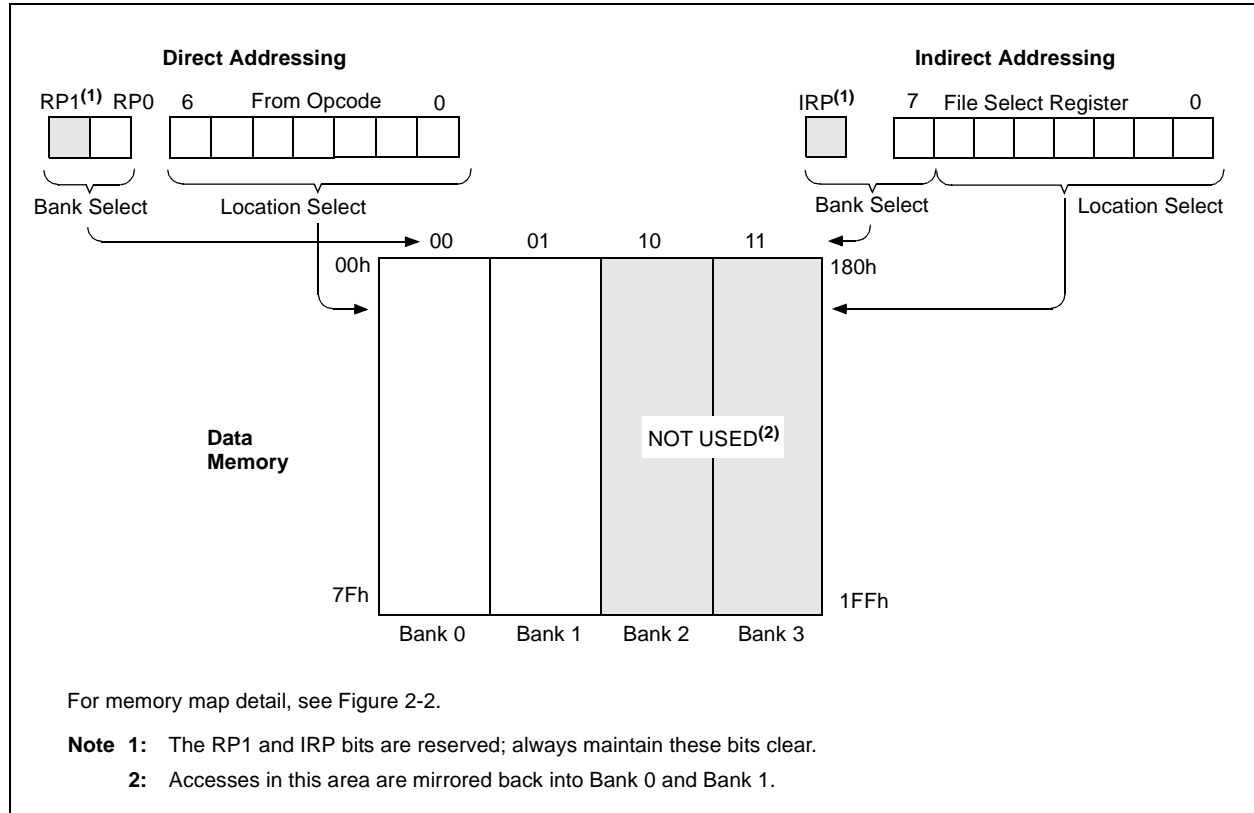 Direct Addressing
Indirect Addressing
RP1(1) RP0 6 From Opcode 0
IRP(1) 7 File Select Register 0
Bank Select Location Select
Bank Select Location Select
00 01 10 11
00h 180h
Data
Memory
NOT USED(2)
7Fh 1FFh
Bank 0 Bank 1 Bank 2 Bank 3
For memory map detail, see Figure 2-2.
Note 1: The RP1 and IRP bits are reserved; always maintain these bits clear.
2: Accesses in this area are mirrored back into Bank 0 and Bank 1.